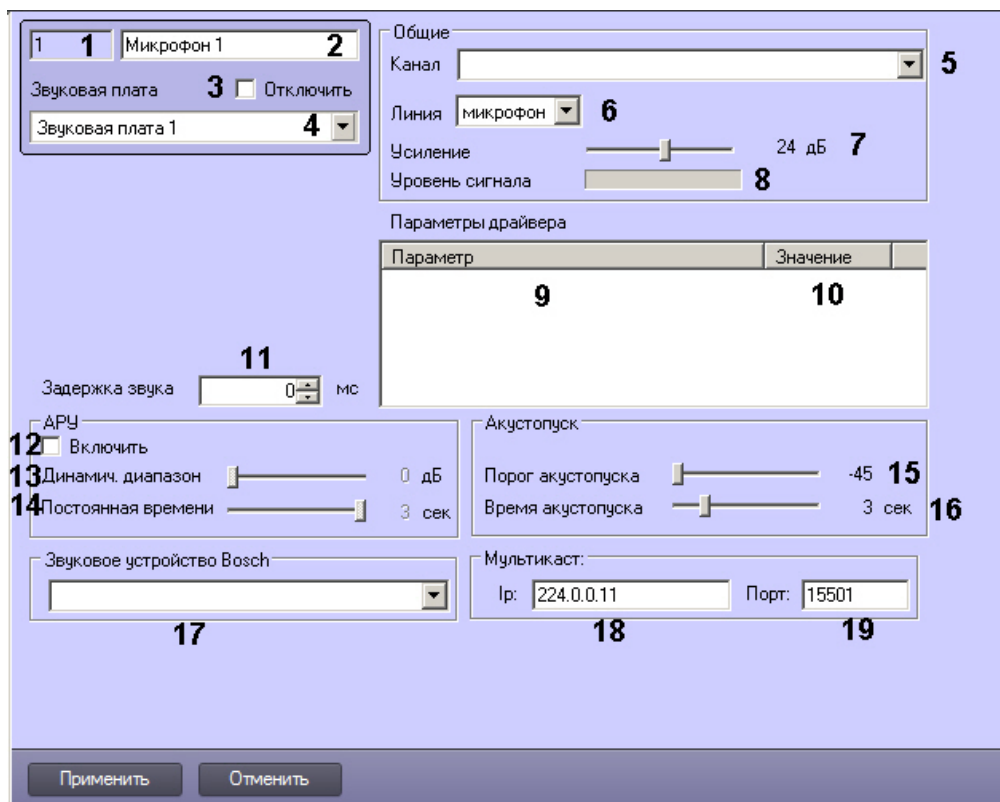 1 1 Микрофон 1 2
Звуковая плата 3 Отключить
Звуковая плата 1 4
Общие
Канал 5
Линия микрофон 6
Усиление 24 дБ 7
Уровень сигнала 8
Параметры драйвера
Параметр Значение
9 10
11
Задержка звука 0 мс
АРУ
12 Включить
13 Динамич. диапазон 0 дБ
14 Постоянная времени 3 сек
Акустопуск
Порог акустопуска -45 15
Время акустопуска 3 сек 16
Звуковое устройство Bosch
17
Мультикаст:
Ip: 224.0.0.11 Порт: 15501
18 19
Применить Отменить